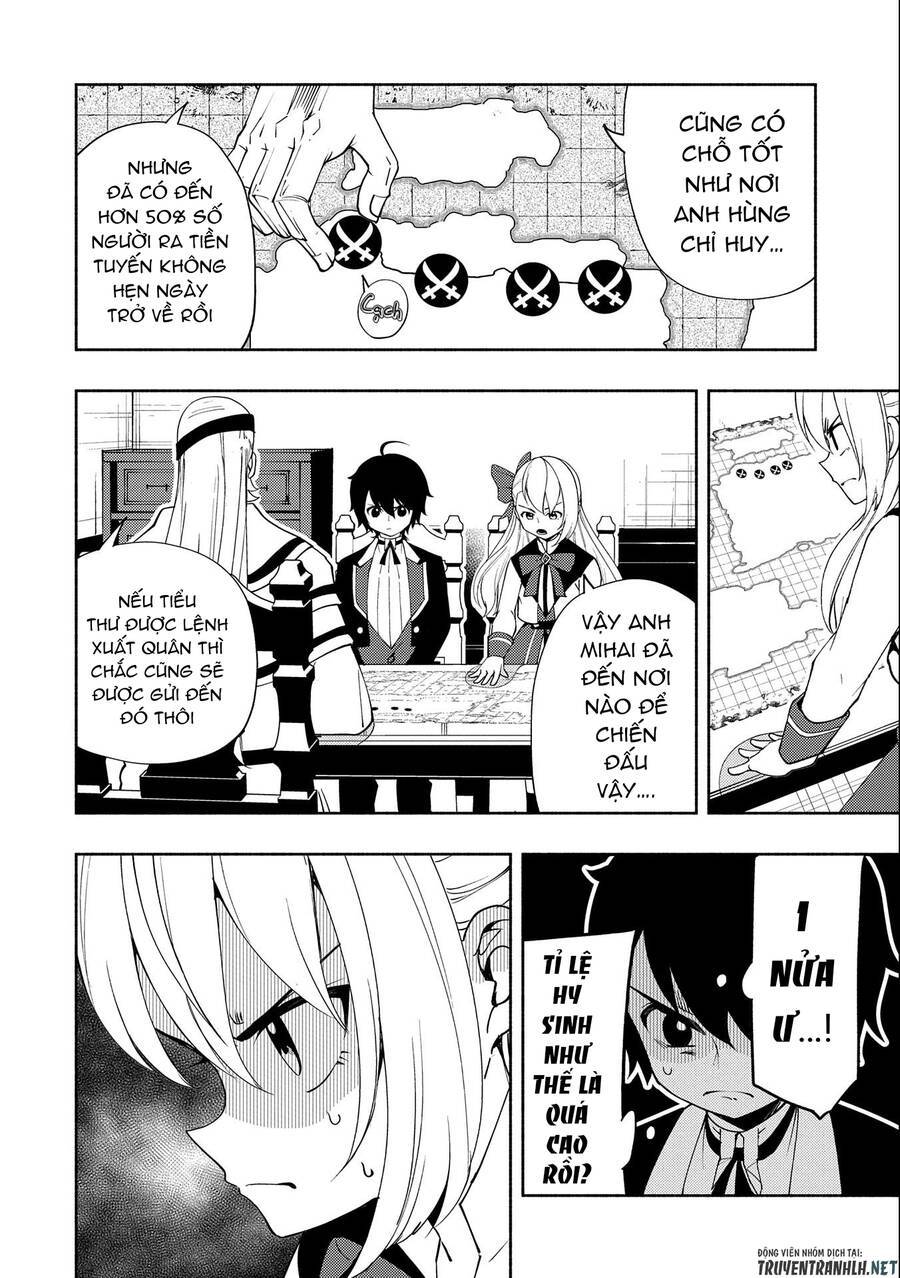 CŨNG CÓ
CHỖ TỐT
NHƯ NƠI
ANH HÙNG
CHỈ HUY...
NHƯNG
ĐÃ CÓ ĐẾN
HƠN 50% SỐ
NGƯỜI RA TIỀN
TUYẾN KHÔNG
HẸN NGÀY
TRỞ VỀ RỒI
Cạch
VẬY ANH
MIHAI ĐÃ
ĐẾN NƠI
NÀO ĐỂ
CHIẾN
ĐẤU
VẬY....
NẾU TIỂU
THƯ ĐƯỢC LỆNH
XUẤT QUÂN THÌ
CHẮC CŨNG SẼ
ĐƯỢC GỬI ĐẾN
ĐÓ THÔI
1
NỬA
Ư...!
TỈ LỆ
HY
SINH
NHƯ
THẾ LÀ
QUÁ
CAO
RỒI?
ĐỘNG VIÊN NHÓM DỊCH TẠI:
TRUYENTRANHLH.NET